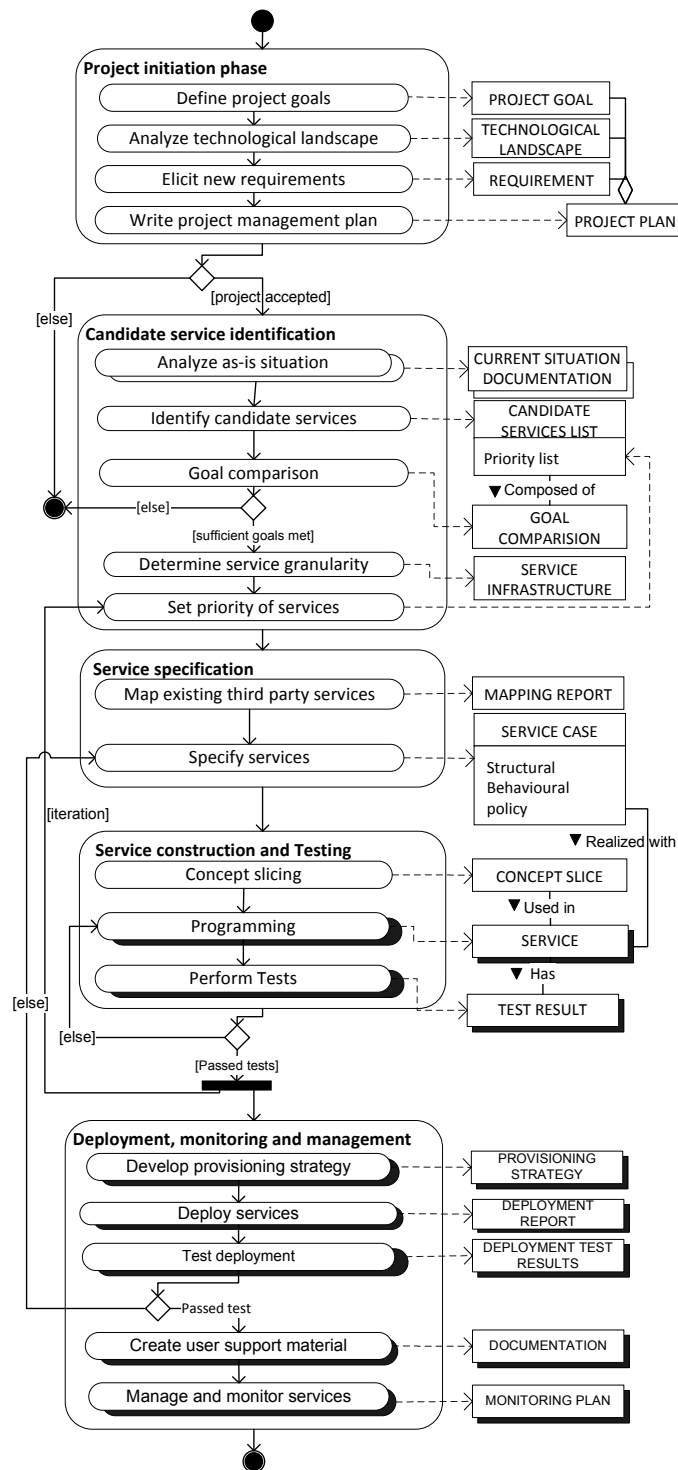 Project initiation phase
Define project goals
PROJECT GOAL
Analyze technological landscape
TECHNOLOGICAL
LANDSCAPE
Elicit new requirements
REQUIREMENT
Write project management plan
PROJECT PLAN
[project accepted]
[else]
Candidate service identification
Analyze as-is situation
CURRENT SITUATION
DOCUMENTATION
Identify candidate services
CANDIDATE
SERVICES LIST
Priority list
Goal comparison
▼ Composed of
[else]
GOAL
COMPARISION
[sufficient goals met]
Determine service granularity
SERVICE
INFRASTRUCTURE
Set priority of services
Service specification
Map existing third party services
MAPPING REPORT
SERVICE CASE
Specify services
Structural
Behavioural
policy
[iteration]
▼ Realized with
Service construction and Testing
Concept slicing
CONCEPT SLICE
▼ Used in
Programming
SERVICE
▼ Has
Perform Tests
[else]
TEST RESULT
[else]
[Passed tests]
Deployment, monitoring and management
Develop provisioning strategy
PROVISIONING
STRATEGY
Deploy services
DEPLOYMENT
REPORT
Test deployment
DEPLOYMENT TEST
RESULTS
Passed test
Create user support material
DOCUMENTATION
Manage and monitor services
MONITORING PLAN